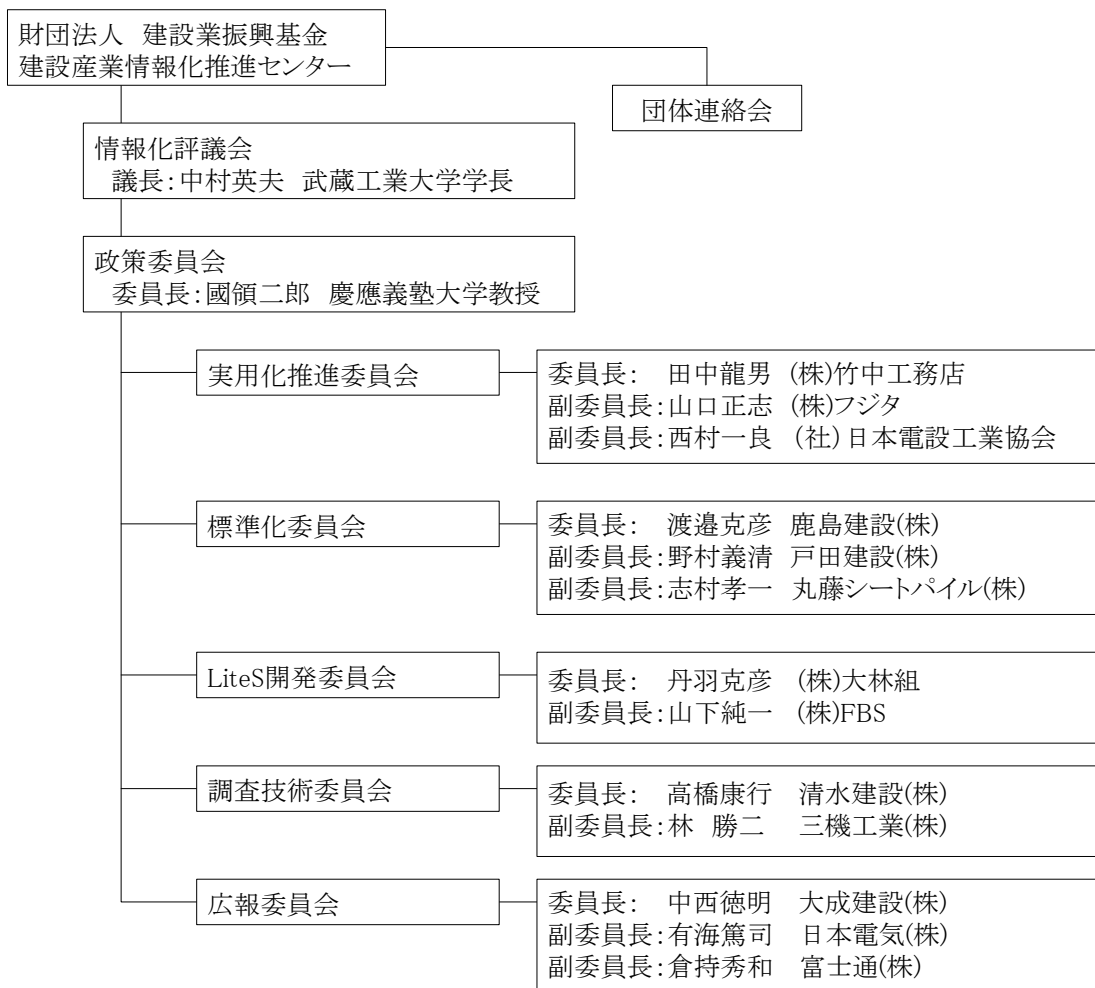 財団法人 建設業振興基金
建設産業情報化推進センター
団体連絡会
情報化評議会
議長:中村英夫 武蔵工業大学学長
政策委員会
委員長:國領二郎 慶應義塾大学教授
実用化推進委員会
委員長: 田中龍男 (株)竹中工務店
副委員長:山口正志 (株)フジタ
副委員長:西村一良 (社)日本電設工業協会
標準化委員会
委員長: 渡邉克彦 鹿島建設(株)
副委員長:野村義清 戸田建設(株)
副委員長:志村孝一 丸藤シートパイル(株)
LiteS開発委員会
委員長: 丹羽克彦 (株)大林組
副委員長:山下純一 (株)FBS
調査技術委員会
委員長: 高橋康行 清水建設(株)
副委員長:林 勝二 三機工業(株)
広報委員会
委員長: 中西徳明 大成建設(株)
副委員長:有海篤司 日本電気(株)
副委員長:倉持秀和 富士通(株)